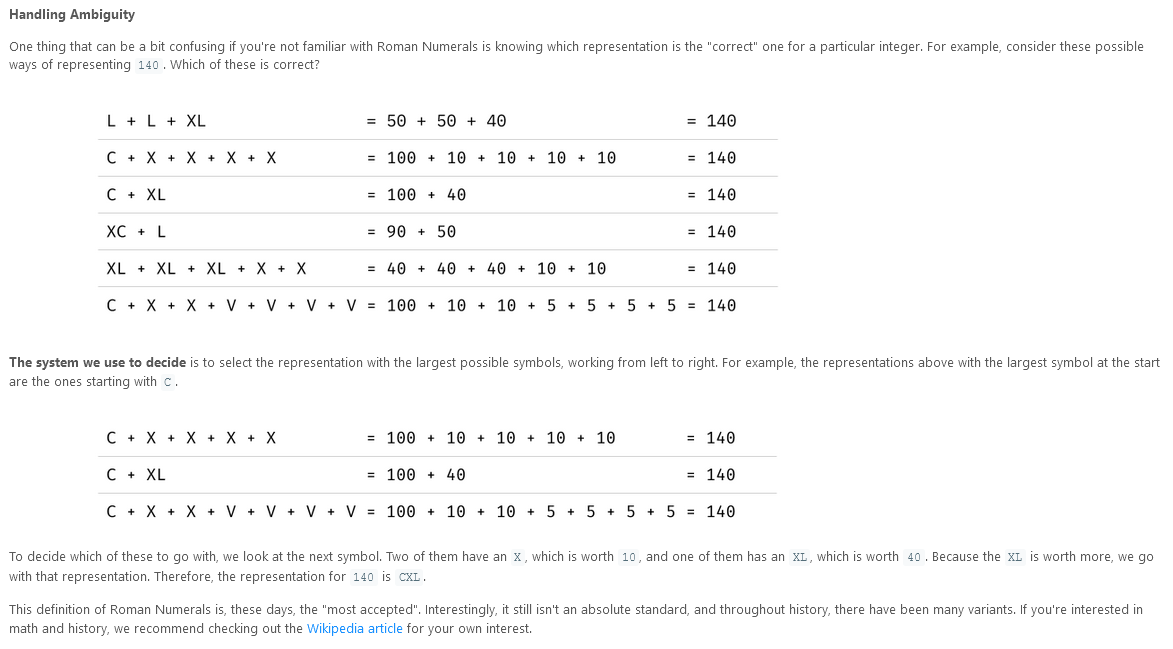 Handling Ambiguity
One thing that can be a bit confusing if you're not familiar with Roman Numerals is knowing which representation is the "correct" one for a particular integer. For example, consider these possible
ways of representing 140 . Which of these is correct?
L + L + XL = 50 + 50 + 40 = 140
C + X + X + X + X = 100 + 10 + 10 + 10 + 10 = 140
C + XL = 100 + 40 = 140
XC + L = 90 + 50 = 140
XL + XL + XL + X + X = 40 + 40 + 40 + 10 + 10 = 140
C + X + X + V + V + V + V = 100 + 10 + 10 + 5 + 5 + 5 + 5 = 140
The system we use to decide is to select the representation with the largest possible symbols, working from left to right. For example, the representations above with the largest symbol at the start
are the ones starting with C .
C + X + X + X + X = 100 + 10 + 10 + 10 + 10 = 140
C + XL = 100 + 40 = 140
C + X + X + V + V + V + V = 100 + 10 + 10 + 5 + 5 + 5 + 5 = 140
To decide which of these to go with, we look at the next symbol. Two of them have an X , which is worth 10 , and one of them has an XL , which is worth 40 . Because the XL is worth more, we go
with that representation. Therefore, the representation for 140 is CXL .
This definition of Roman Numerals is, these days, the "most accepted". Interestingly, it still isn't an absolute standard, and throughout history, there have been many variants. If you're interested in
math and history, we recommend checking out the Wikipedia article for your own interest.